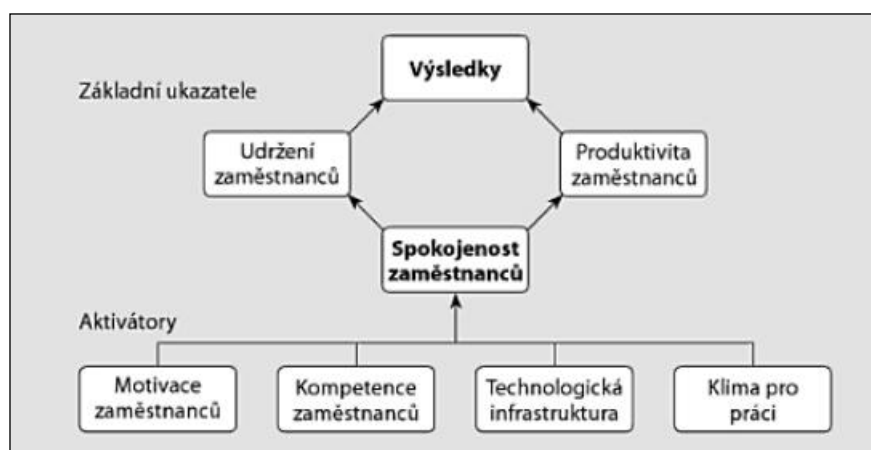 Výsledky
Základní ukazatele
Udržení
zaměstnanců
Produktivita
zaměstnanců
Spokojenost
zaměstnanců
Aktivátory
Motivace
zaměstnanců
Kompetence
zaměstnanců
Technologická
infrastruktura
Klima pro
práci